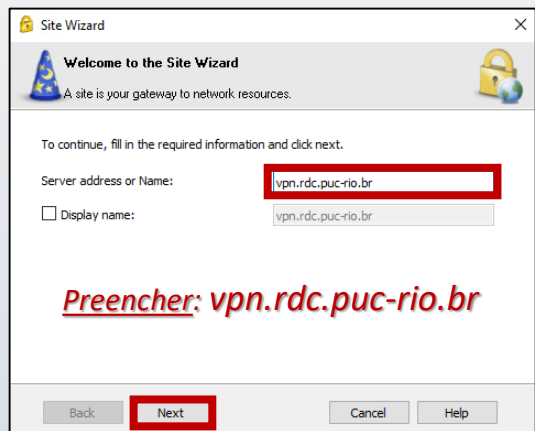 Site Wizard
Welcome to the Site Wizard
A site is your gateway to network resources.
To continue, fill in the required information and click next.
Server address or Name:
vpn.rdc.puc-rio.br
Display name:
vpn.rdc.puc-rio.br
Preencher: vpn.rdc.puc-rio.br
Back
Next
Cancel
Help